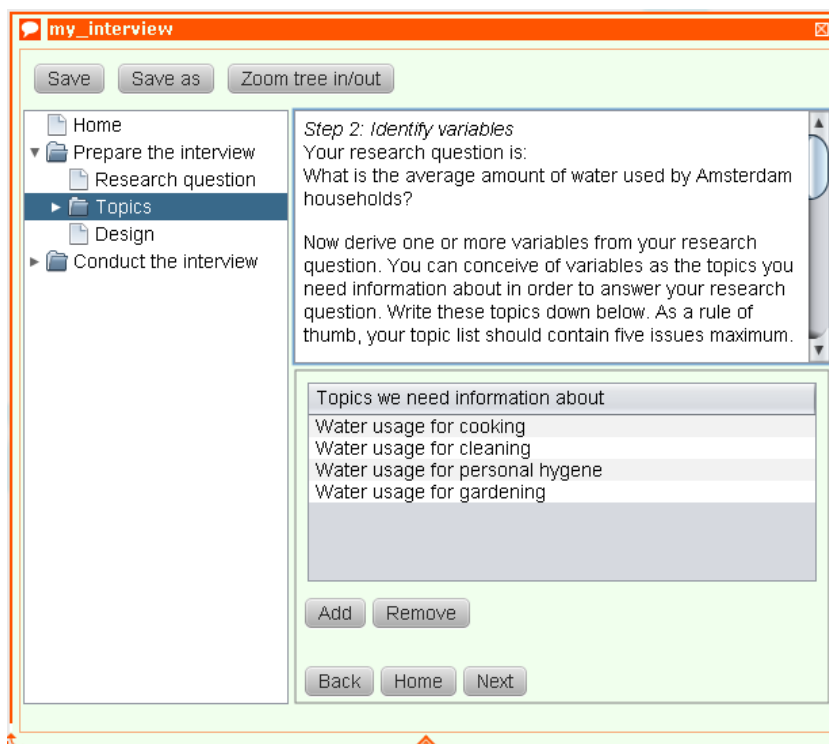 my_interview
Save
Save as
Zoom tree in/out
Home
Prepare the interview
Research question
Topics
Design
Conduct the interview
Step 2: Identify variables
Your research question is:
What is the average amount of water used by Amsterdam
households?
Now derive one or more variables from your research
question. You can conceive of variables as the topics you
need information about in order to answer your research
question. Write these topics down below. As a rule of
thumb, your topic list should contain five issues maximum.
Topics we need information about
Water usage for cooking
Water usage for cleaning
Water usage for personal hygene
Water usage for gardening
Add
Remove
Back
Home
Next